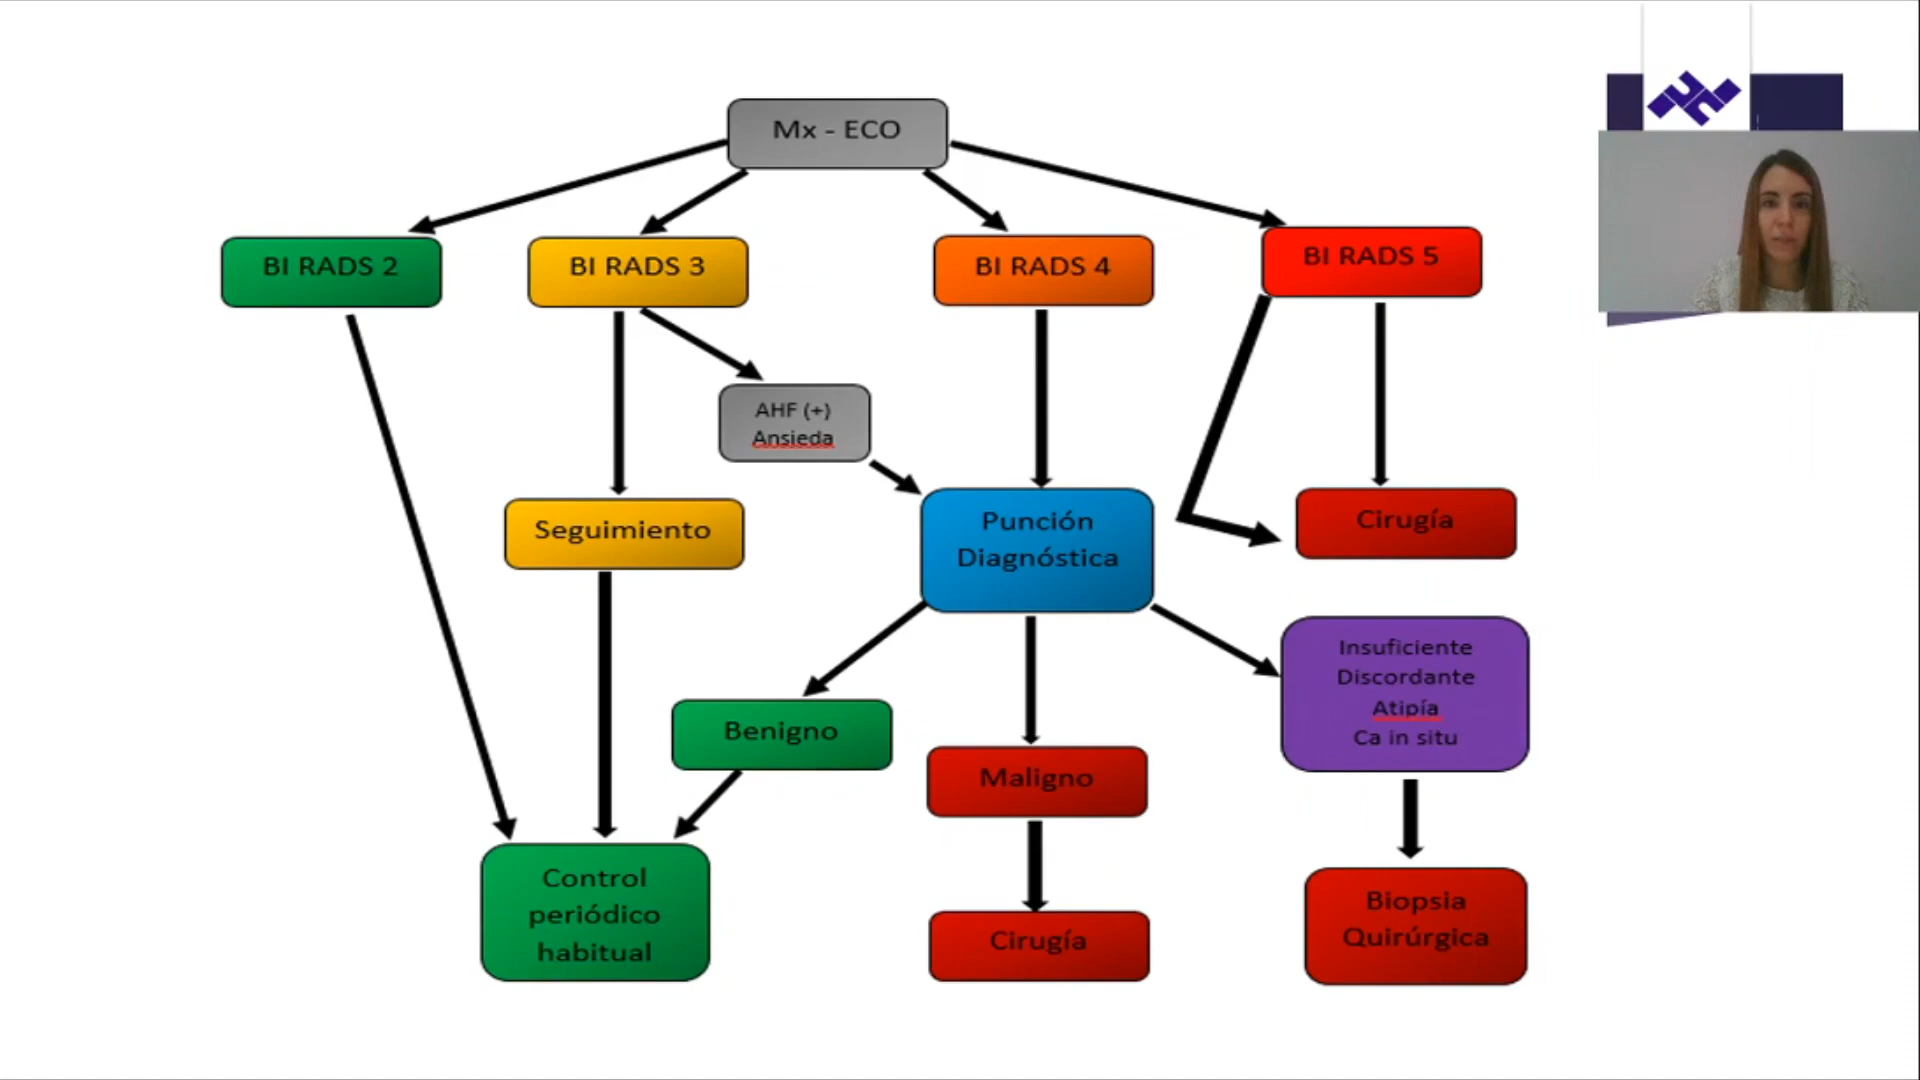 Mx - ECO
BI RADS 2
BI RADS 3
BI RADS 4
BI RADS 5
AHF (+)
Ansieda
Seguimiento
Punción
Diagnóstica
Cirugía
Insuficiente
Discordante
Atipía
Ca in situ
Benigno
Maligno
Control
periódico
habitual
Cirugía
Biopsia
Quirúrgica